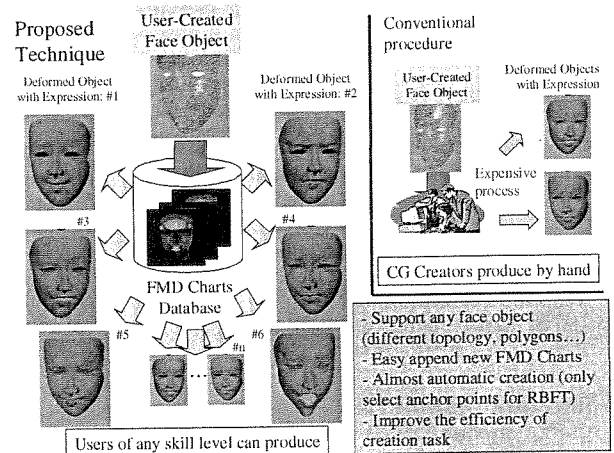 Proposed
Technique
User-Created
Face Object
Deformed Object
with Expression: #1
Deformed Object
with Expression: #2
#3
#4
FMD Charts
Database
#5
#6
#n
...
Users of any skill level can produce
Conventional
procedure
User-Created
Face Object
Deformed Objects
with Expression
Expensive
process
CG Creators produce by hand
- Support any face object
(different topology, polygons...)
- Easy append new FMD Charts
- Almost automatic creation (only
select anchor points for RBFT)
- Improve the efficiency of
creation task